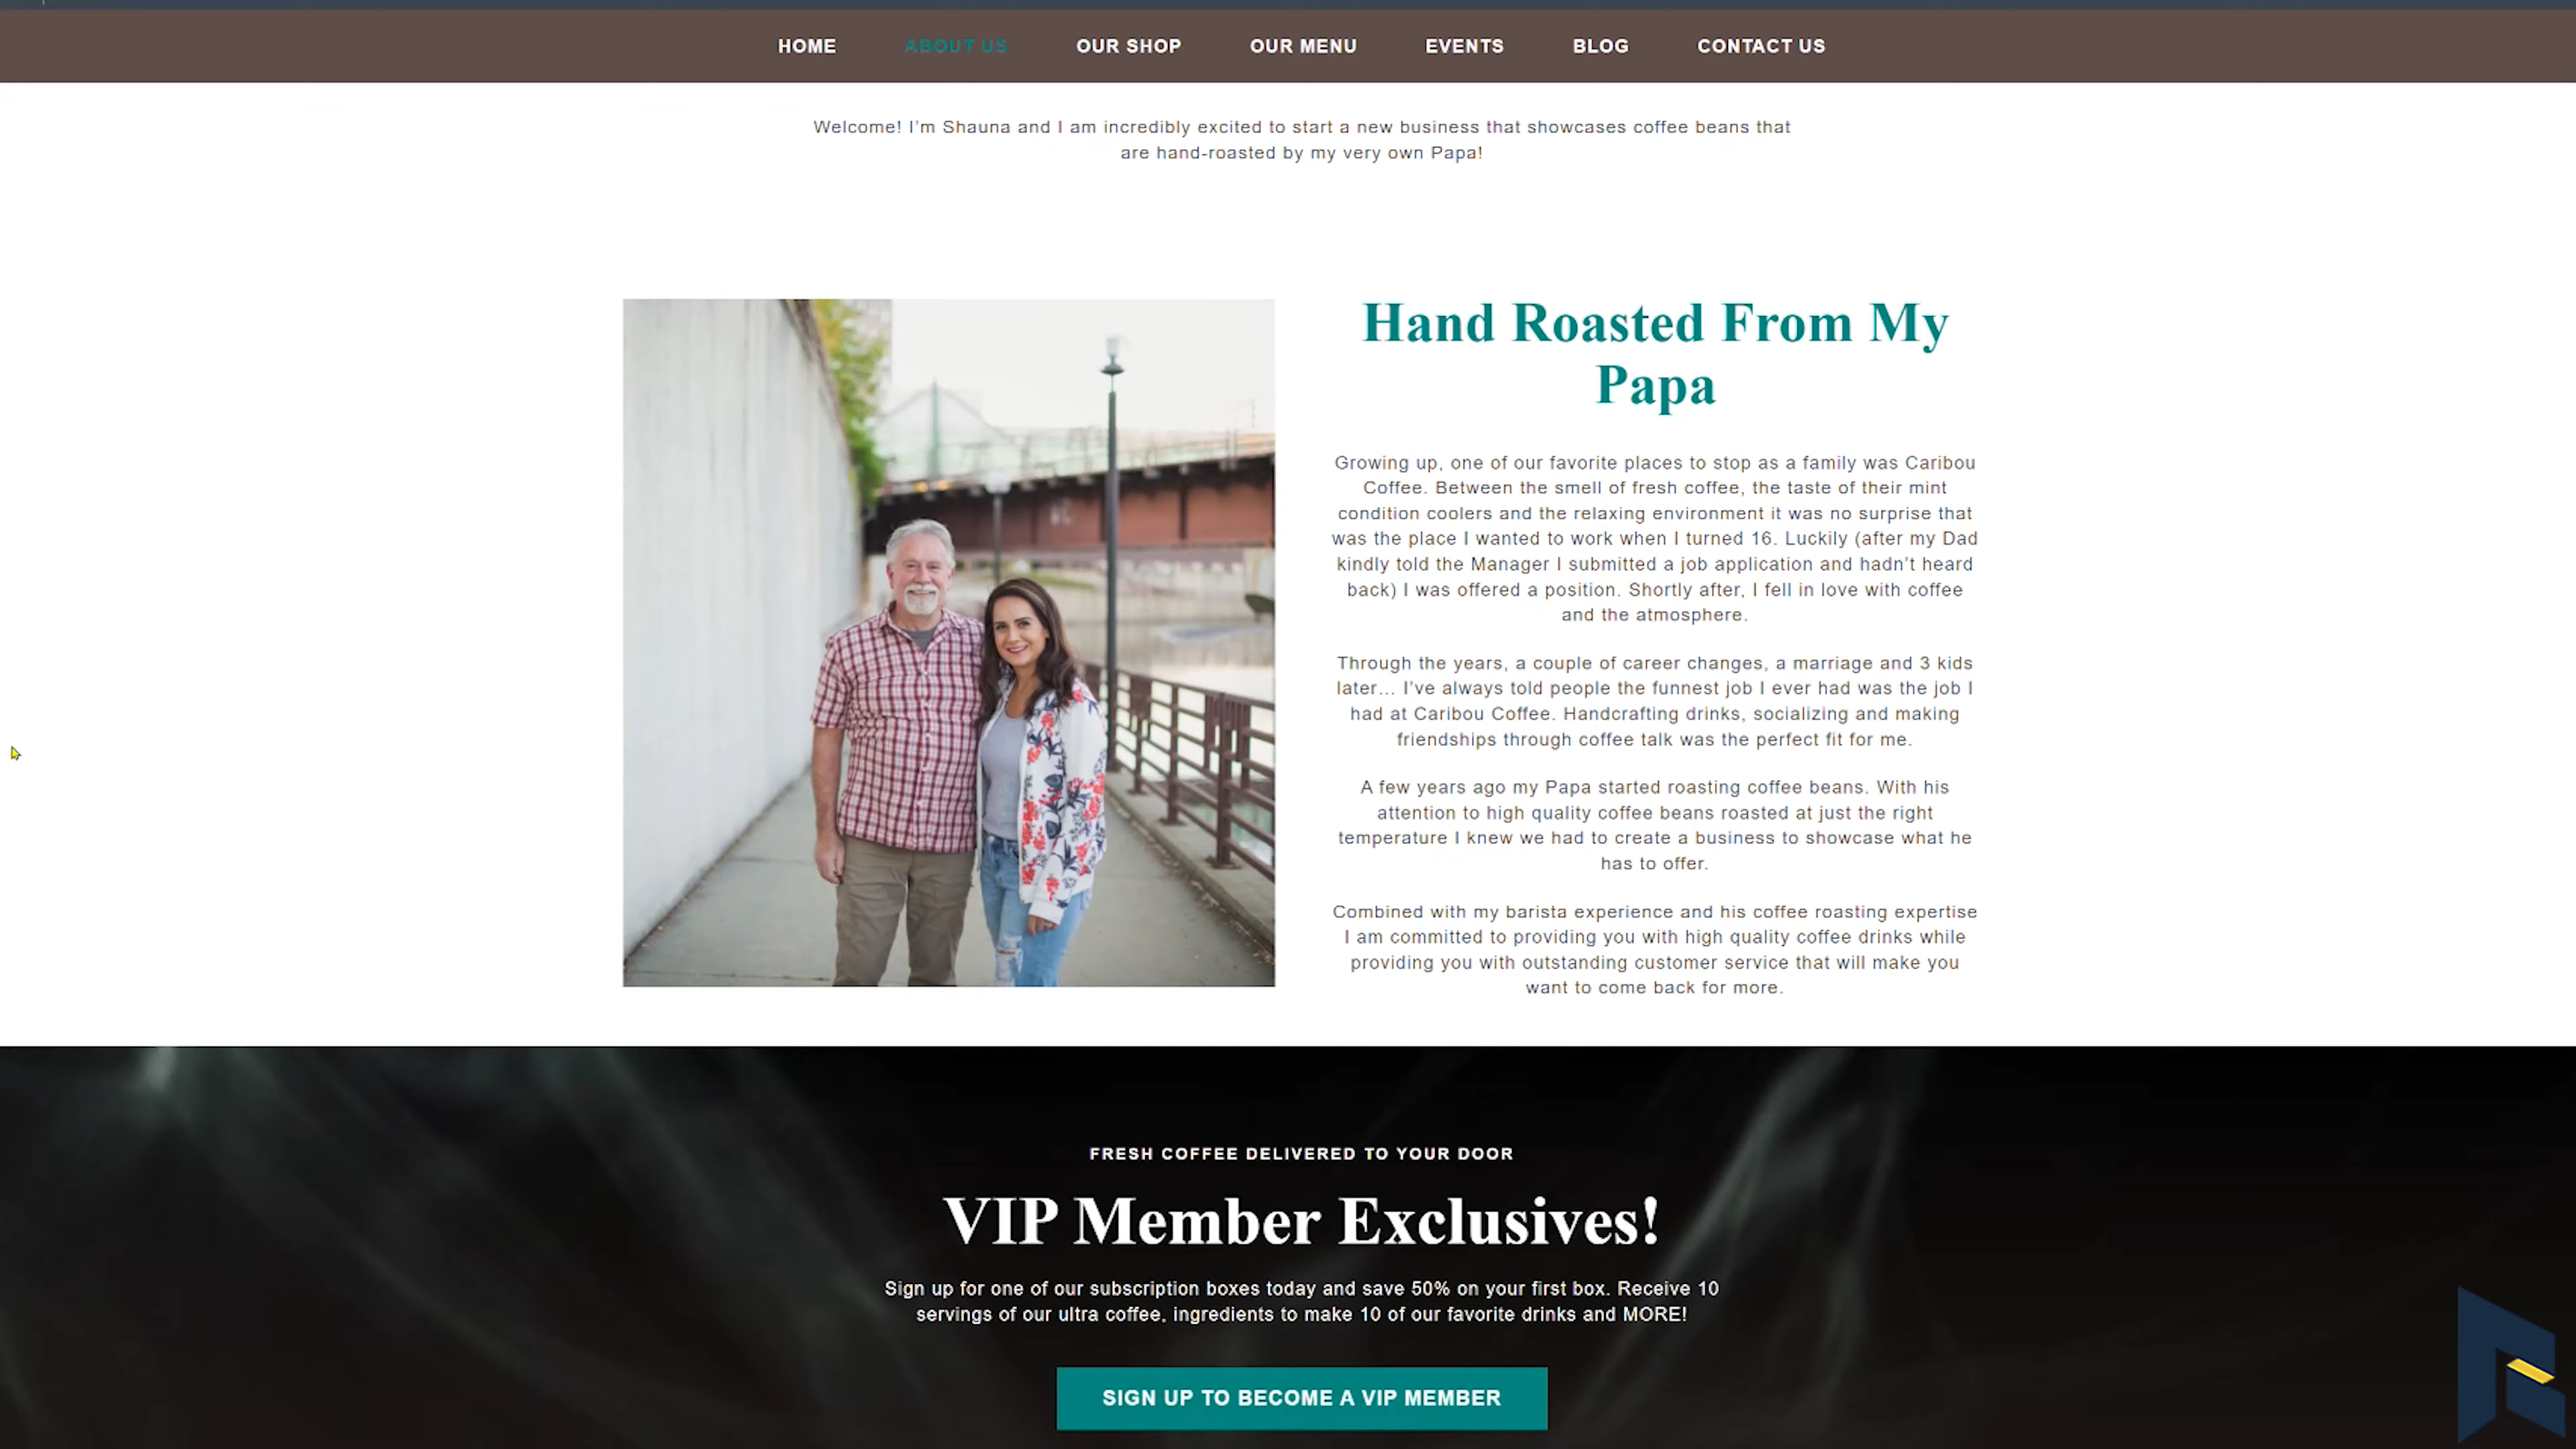 HOME ABOUT US OUR SHOP OUR MENU EVENTS BLOG CONTACT US
Welcome! I'm Shauna and I am incredibly excited to start a new business that showcases coffee beans that
are hand-roasted by my very own Papa!
Hand Roasted From My
Papa
Growing up, one of our favorite places to stop as a family was Caribou
Coffee. Between the smell of fresh coffee, the taste of their mint
condition coolers and the relaxing environment it was no surprise that
was the place I wanted to work when I turned 16. Luckily (after my Dad
kindly told the Manager I submitted a job application and hadn't heard
back) I was offered a position. Shortly after, I fell in love with coffee
and the atmosphere.
Through the years, a couple of career changes, a marriage and 3 kids
later... I've always told people the funnest job I ever had was the job I
had at Caribou Coffee. Handcrafting drinks, socializing and making
friendships through coffee talk was the perfect fit for me.
A few years ago my Papa started roasting coffee beans. With his
attention to high quality coffee beans roasted at just the right
temperature I knew we had to create a business to showcase what he
has to offer.
Combined with my barista experience and his coffee roasting expertise
I am committed to providing you with high quality coffee drinks while
providing you with outstanding customer service that will make you
want to come back for more.
FRESH COFFEE DELIVERED TO YOUR DOOR
VIP Member Exclusives!
Sign up for one of our subscription boxes today and save 50% on your first box. Receive 10
servings of our ultra coffee, ingredients to make 10 of our favorite drinks and MORE!
SIGN UP TO BECOME A VIP MEMBER